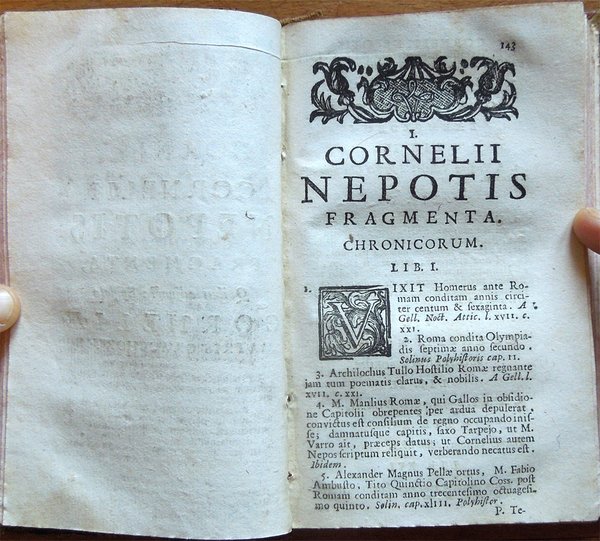 143
I.
CORNELII
NEPOTIS
FRAGMENTA.
CHRONICORUM.
LIB. I.
1. VIXIT Homerus ante Ro-
mam conditam annis circi-
ter centum & sexaginta. A
Gell. Noct. Attic. l. XVII. c.
XXI.
2. Roma condita Olympia-
dis septimæ anno secundo.
Solinus Polyhistoris cap. II.
3. Archilochus Tullo Hostilio Romæ regnante
jam tum poematis clarus, & nobilis. A Gell. l.
XVII. c. XXI.
4. M. Manlius Romæ, qui Gallos in obsidio-
ne Capitolii obrepentes per ardua depulerat,
convictus est consilium de regno occupando inis-
se; damnatusque capitis, saxo Tarpejo, ut M.
Varro ait, præceps datus; ut Cornelius autem
Nepos scriptum reliquit, verberando necatus est.
Ibidem.
5. Alexander Magnus Pellæ ortus, M. Fabio
Ambusto, Tito Quinctio Capitolino Coss. post
Romam conditam anno trecentesimo octuagesi-
mo quinto. Solin. cap. XLIII. Polyhistor.
P. Te-